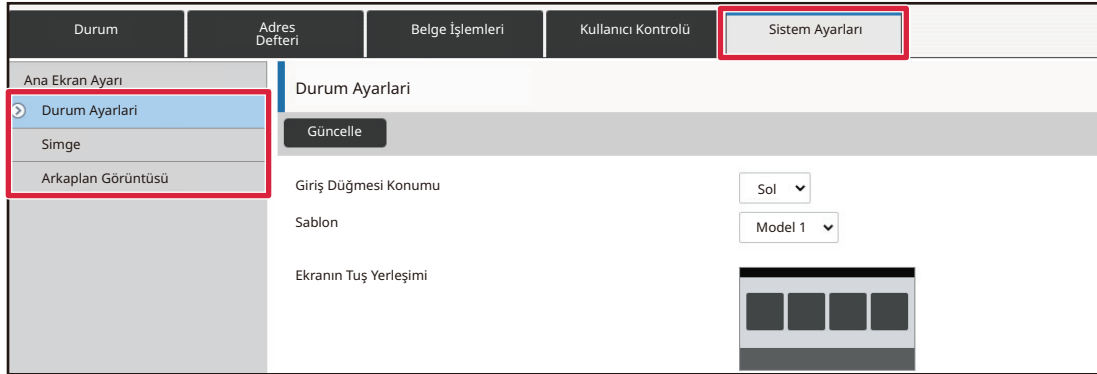 Durum
Adres
Defteri
Belge İşlemleri
Kullanıcı Kontrolü
Sistem Ayarları
Ana Ekran Ayarı
Durum Ayarlari
Simge
Arkaplan Görüntüsü
Durum Ayarlari
Güncelle
Giriş Düğmesi Konumu
Sol
Sablon
Model 1
Ekranın Tuş Yerleşimi